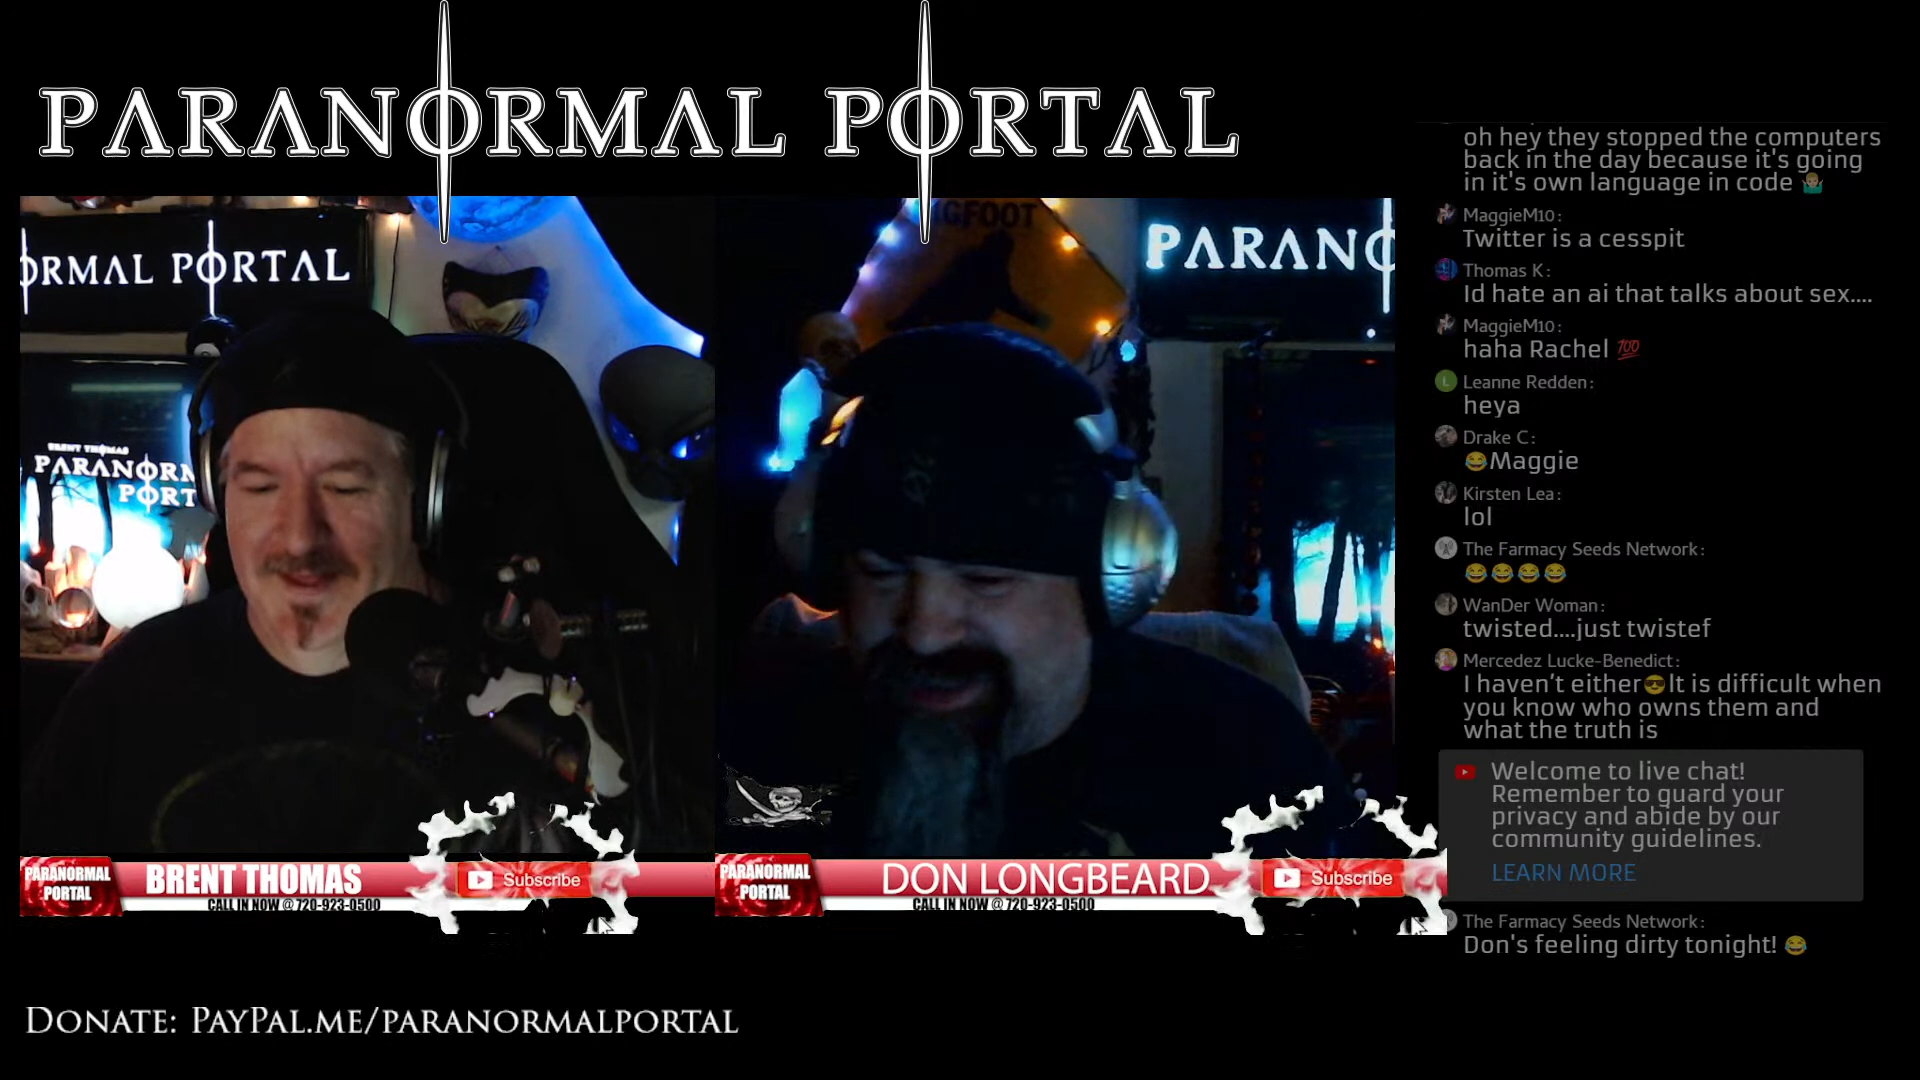 PARANORMAL PORTAL
ORMAL PORTAL
BRENT THOMAS
PARANORM
PORT
IGFOOT
PARANO
PARANORMAL
PORTAL
BRENT THOMAS
Subscribe
CALL IN NOW @ 720-923-0500
PARANORMAL
PORTAL
DON LONGBEARD
Subscribe
CALL IN NOW @ 720-923-0500
oh hey they stopped the computers
back in the day because it's going
in it's own language in code 🤷🏼‍♂️
MaggieM10:
Twitter is a cesspit
Thomas K:
Id hate an ai that talks about sex....
MaggieM10:
haha Rachel 💯
L Leanne Redden:
heya
Drake C:
😂Maggie
Kirsten Lea:
lol
The Farmacy Seeds Network:
😂😂😂😂
WanDer Woman:
twisted....just twistef
Mercedez Lucke-Benedict:
I haven't either😎It is difficult when
you know who owns them and
what the truth is
Welcome to live chat!
Remember to guard your
privacy and abide by our
community guidelines.
LEARN MORE
The Farmacy Seeds Network:
Don's feeling dirty tonight! 😂
DONATE: PAYPAL.ME/PARANORMALPORTAL